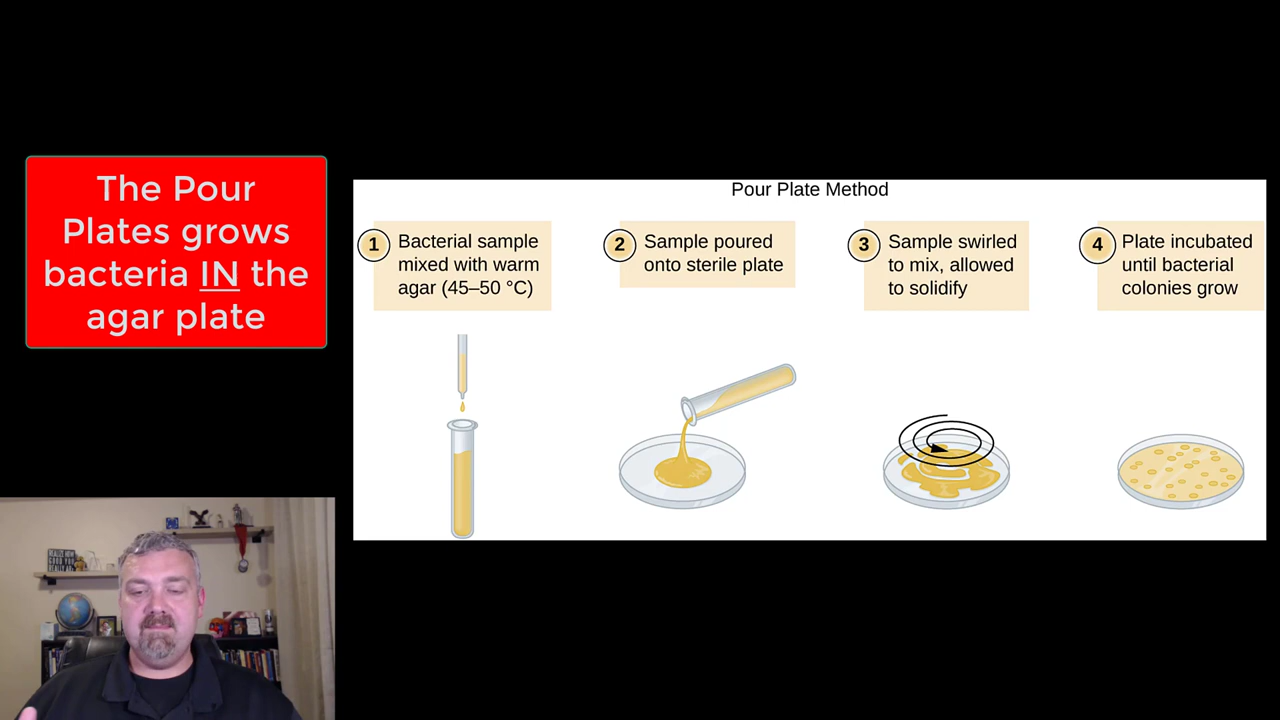 The Pour
Plates grows
bacteria IN the
agar plate
Pour Plate Method
1
Bacterial sample
mixed with warm
agar (45–50 °C)
2
Sample poured
onto sterile plate
3
Sample swirled
to mix, allowed
to solidify
4
Plate incubated
until bacterial
colonies grow